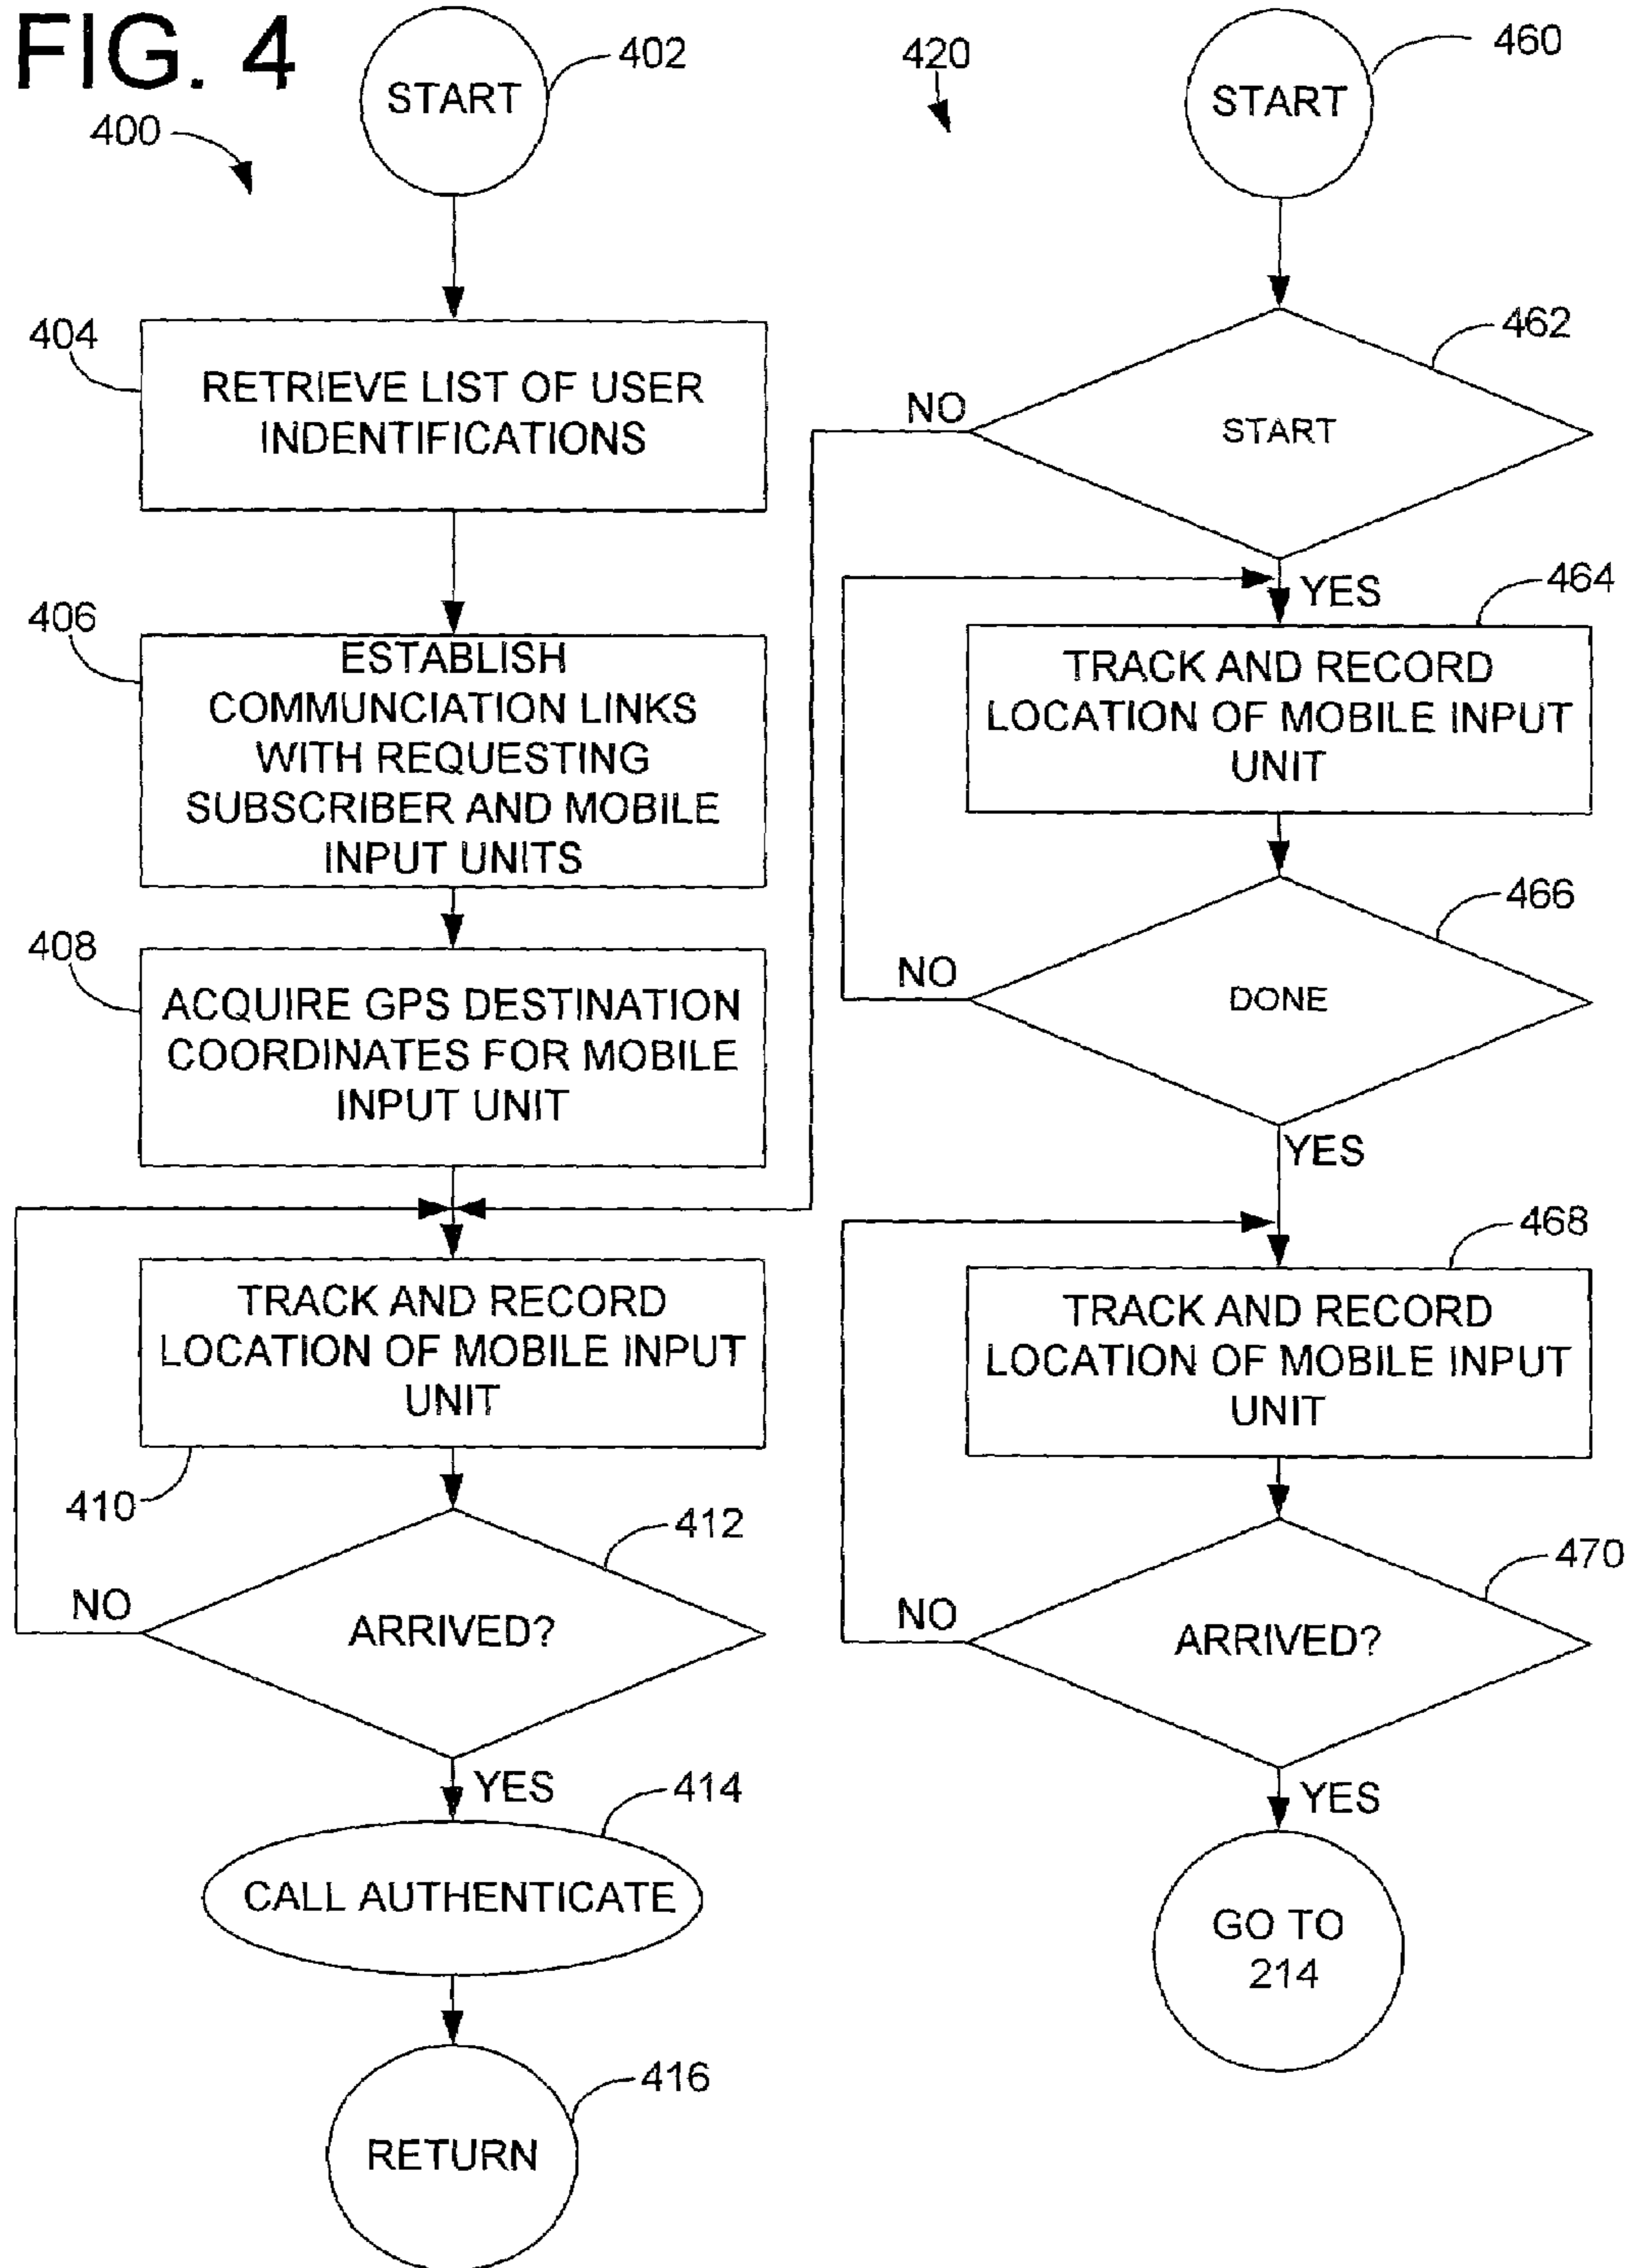 FIG. 4
400
START
402
404
RETRIEVE LIST OF USER
INDENTIFICATIONS
406
ESTABLISH
COMMUNCIATION LINKS
WITH REQUESTING
SUBSCRIBER AND MOBILE
INPUT UNITS
408
ACQUIRE GPS DESTINATION
COORDINATES FOR MOBILE
INPUT UNIT
TRACK AND RECORD
LOCATION OF MOBILE INPUT
UNIT
410
412
NO
ARRIVED?
YES
414
CALL AUTHENTICATE
416
RETURN
420
START
460
462
NO
START
YES
464
TRACK AND RECORD
LOCATION OF MOBILE INPUT
UNIT
466
NO
DONE
YES
468
TRACK AND RECORD
LOCATION OF MOBILE INPUT
UNIT
470
NO
ARRIVED?
YES
GO TO
214